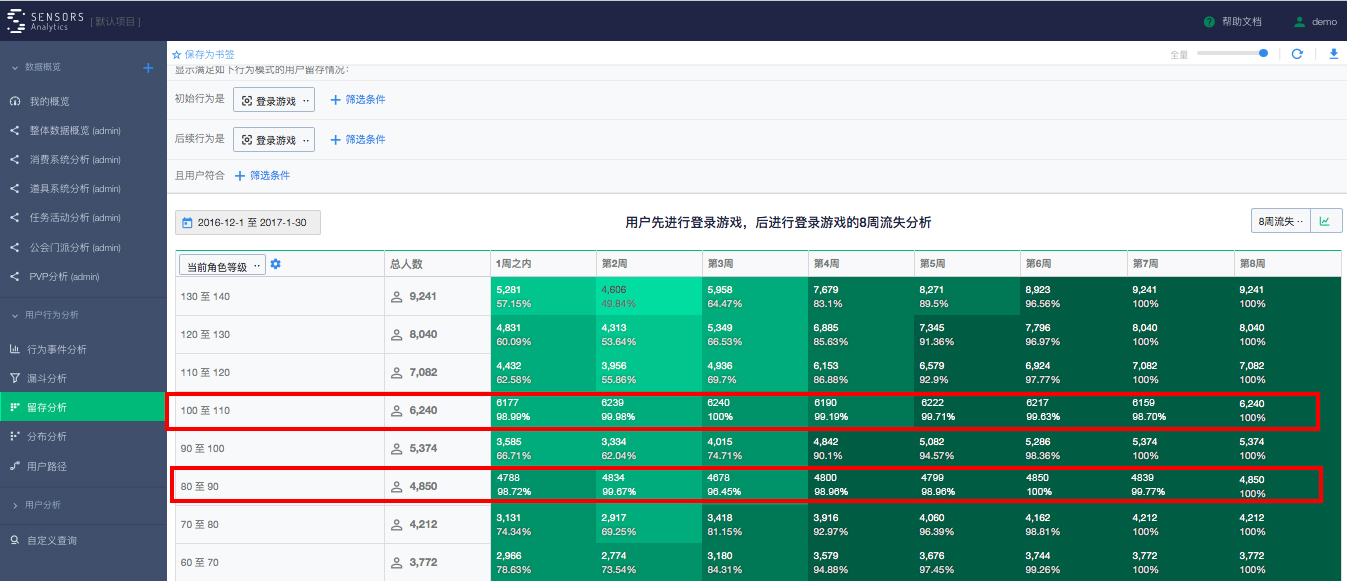 SENSORS
Analytics
[ 默认项目 ]
帮助文档
demo
数据概览
我的概览
整体数据概览 (admin)
消费系统分析 (admin)
道具系统分析 (admin)
任务活动分析 (admin)
公会门派分析 (admin)
PVP分析 (admin)
用户行为分析
行为事件分析
漏斗分析
留存分析
分布分析
用户路径
用户分析
自定义查询
保存为书签
全量
显示满足如下行为模式的用户留存情况:
初始行为是 登录游戏 ·· + 筛选条件
后续行为是 登录游戏 ·· + 筛选条件
且用户符合 + 筛选条件
2016-12-1 至 2017-1-30
用户先进行登录游戏，后进行登录游戏的8周流失分析
8周流失 ··
当前角色等级 ·· 总人数 1周之内 第2周 第3周 第4周 第5周 第6周 第7周 第8周
130 至 140 9,241
5,281 4,606 5,958 7,679 8,271 8,923 9,241 9,241
57.15% 49.84% 64.47% 83.1% 89.5% 96.56% 100% 100%
120 至 130 8,040
4,831 4,313 5,349 6,885 7,345 7,796 8,040 8,040
60.09% 53.64% 66.53% 85.63% 91.36% 96.97% 100% 100%
110 至 120 7,082
4,432 3,956 4,936 6,153 6,579 6,924 7,082 7,082
62.58% 55.86% 69.7% 86.88% 92.9% 97.77% 100% 100%
100 至 110 6,240
6177 6239 6240 6190 6222 6217 6159 6,240
98.99% 99.98% 100% 99.19% 99.71% 99.63% 98.70% 100%
90 至 100 5,374
3,585 3,334 4,015 4,842 5,082 5,286 5,374 5,374
66.71% 62.04% 74.71% 90.1% 94.57% 98.36% 100% 100%
80 至 90 4,850
4788 4834 4678 4800 4799 4850 4839 4,850
98.72% 99.67% 96.45% 98.96% 98.96% 100% 99.77% 100%
70 至 80 4,212
3,131 2,917 3,418 3,916 4,060 4,162 4,212 4,212
74.34% 69.25% 81.15% 92.97% 96.39% 98.81% 100% 100%
60 至 70 3,772
2,966 2,774 3,180 3,579 3,676 3,744 3,772 3,772
78.63% 73.54% 84.31% 94.88% 97.45% 99.26% 100% 100%